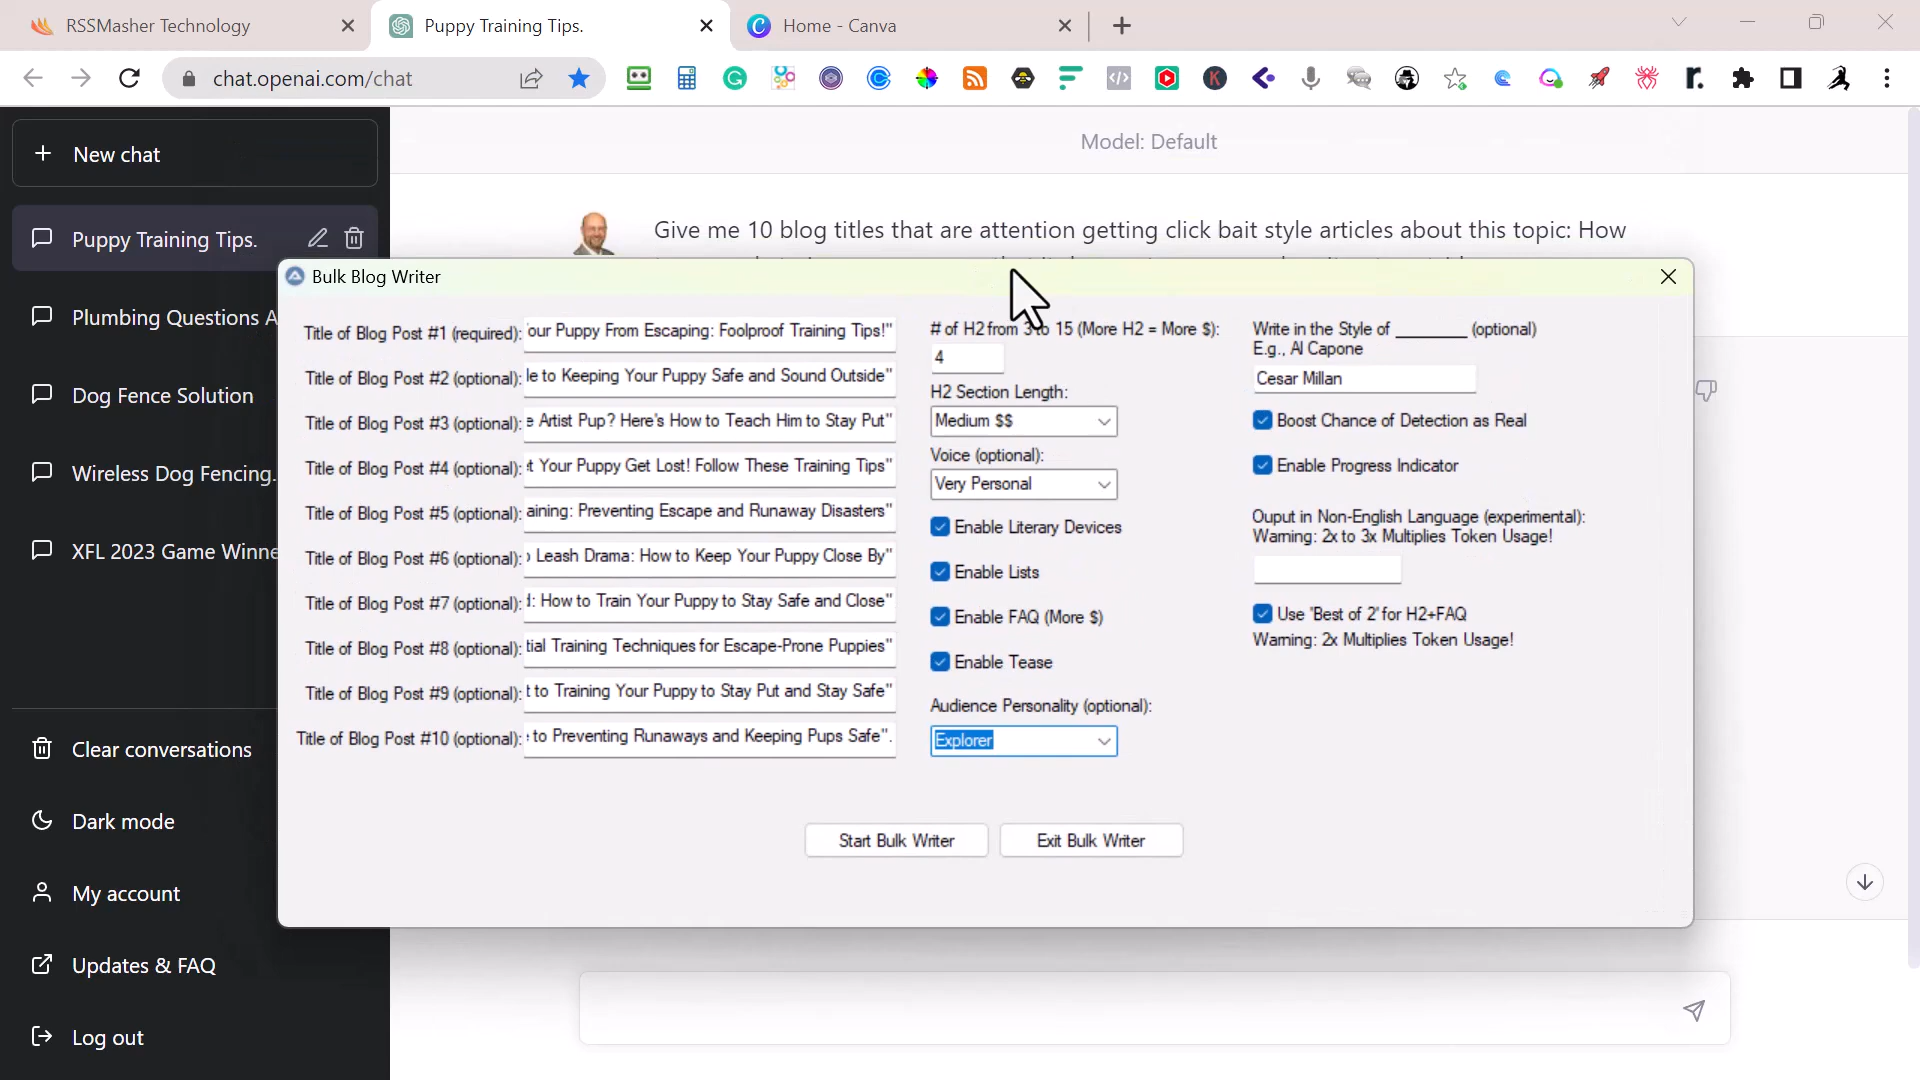 RSSMasher Technology
Puppy Training Tips.
Home - Canva
chat.openai.com/chat
New chat
Puppy Training Tips.
Plumbing Questions A
Dog Fence Solution
Wireless Dog Fencing.
XFL 2023 Game Winne
Clear conversations
Dark mode
My account
Updates & FAQ
Log out
Model: Default
Give me 10 blog titles that are attention getting click bait style articles about this topic: How
Bulk Blog Writer
Title of Blog Post #1 (required): our Puppy From Escaping: Foolproof Training Tips!"
Title of Blog Post #2 (optional): le to Keeping Your Puppy Safe and Sound Outside"
Title of Blog Post #3 (optional): e Artist Pup? Here's How to Teach Him to Stay Put"
Title of Blog Post #4 (optional): t Your Puppy Get Lost! Follow These Training Tips"
Title of Blog Post #5 (optional): aining: Preventing Escape and Runaway Disasters"
Title of Blog Post #6 (optional): o Leash Drama: How to Keep Your Puppy Close By"
Title of Blog Post #7 (optional): d: How to Train Your Puppy to Stay Safe and Close"
Title of Blog Post #8 (optional): tial Training Techniques for Escape-Prone Puppies"
Title of Blog Post #9 (optional): t to Training Your Puppy to Stay Put and Stay Safe"
Title of Blog Post #10 (optional): to Preventing Runaways and Keeping Pups Safe".
# of H2 from 3 to 15 (More H2 = More $):
4
H2 Section Length:
Medium $$
Voice (optional):
Very Personal
Enable Literary Devices
Enable Lists
Enable FAQ (More $)
Enable Tease
Audience Personality (optional):
Explorer
Write in the Style of ________ (optional)
E.g., Al Capone
Cesar Millan
Boost Chance of Detection as Real
Enable Progress Indicator
Ouput in Non-English Language (experimental):
Warning: 2x to 3x Multiplies Token Usage!
Use 'Best of 2' for H2+FAQ
Warning: 2x Multiplies Token Usage!
Start Bulk Writer
Exit Bulk Writer